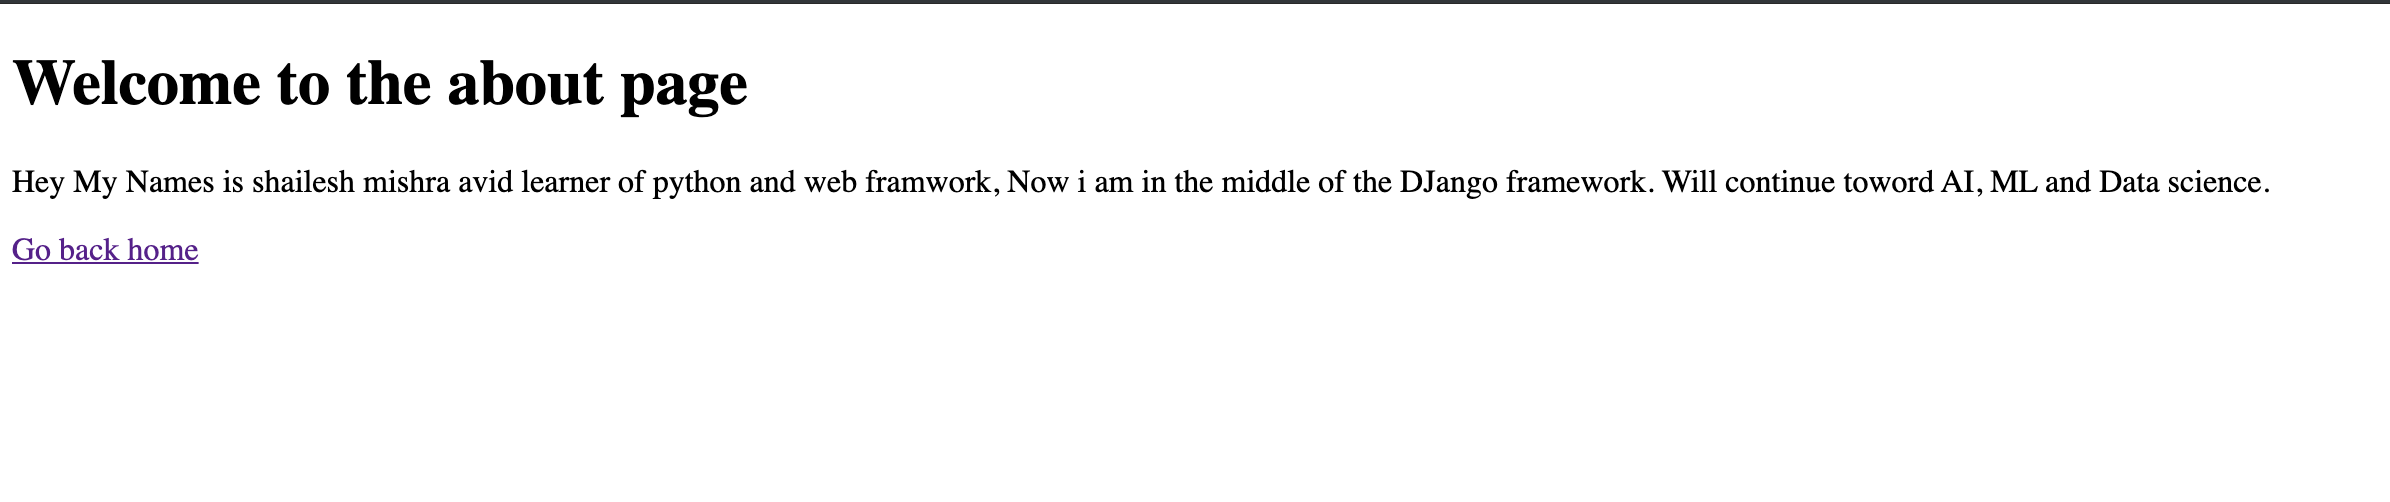 Welcome to the about page
Hey My Names is shailesh mishra avid learner of python and web framwork, Now i am in the middle of the DJango framework. Will continue toword AI, ML and Data science.
Go back home